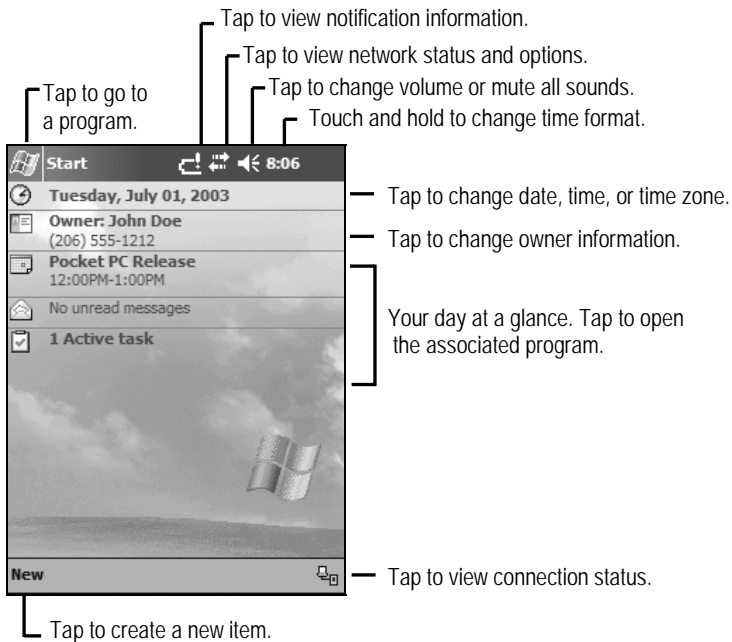 Tap to view notification information.
Tap to view network status and options.
Tap to change volume or mute all sounds.
Touch and hold to change time format.
Tap to go to
a program.
Start 8:06
Tuesday, July 01, 2003
Tap to change date, time, or time zone.
Owner: John Doe
(206) 555-1212
Tap to change owner information.
Pocket PC Release
12:00PM-1:00PM
No unread messages
1 Active task
Your day at a glance. Tap to open
the associated program.
New
Tap to view connection status.
Tap to create a new item.